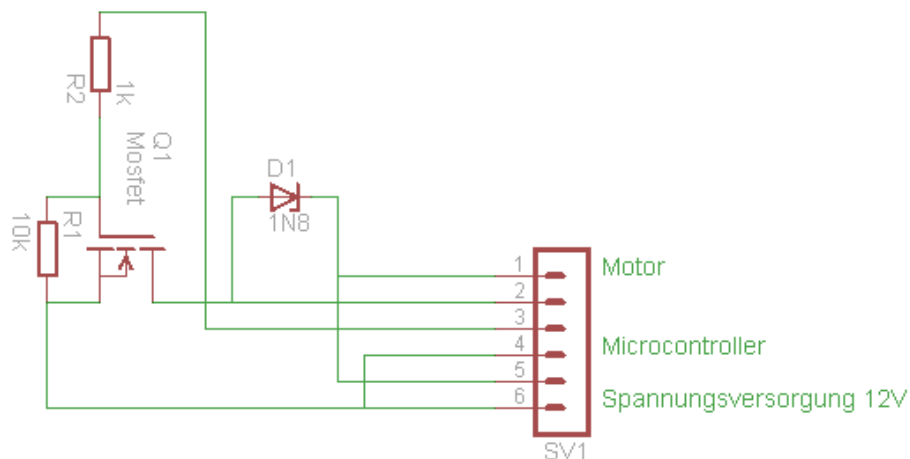 R2
1k
Q1
Mosfet
D1
1N8
R1
10k
1
Motor
2
3
4
Microcontroller
5
6
Spannungsversorgung 12V
SV1